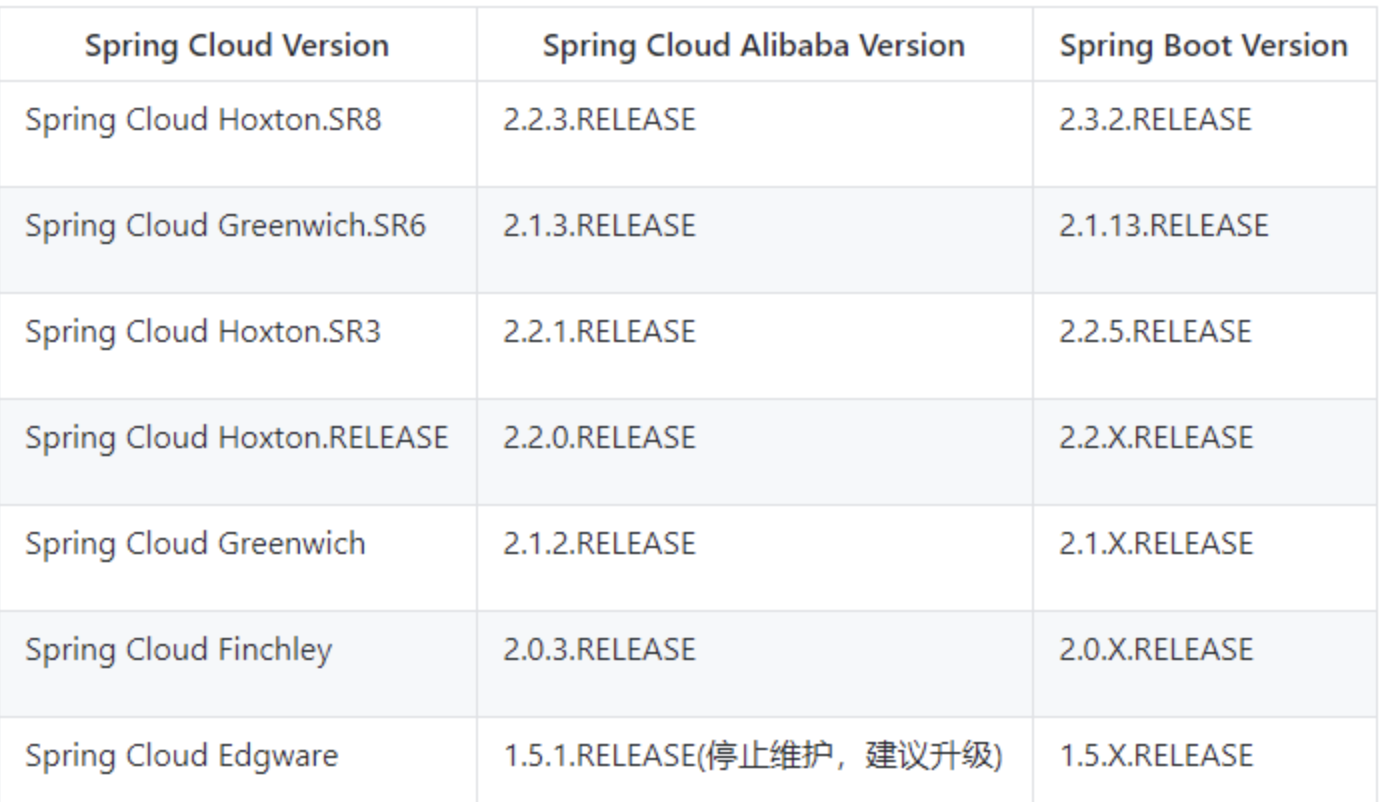 Spring Cloud Version Spring Cloud Alibaba Version Spring Boot Version
Spring Cloud Hoxton.SR8 2.2.3.RELEASE 2.3.2.RELEASE
Spring Cloud Greenwich.SR6 2.1.3.RELEASE 2.1.13.RELEASE
Spring Cloud Hoxton.SR3 2.2.1.RELEASE 2.2.5.RELEASE
Spring Cloud Hoxton.RELEASE 2.2.0.RELEASE 2.2.X.RELEASE
Spring Cloud Greenwich 2.1.2.RELEASE 2.1.X.RELEASE
Spring Cloud Finchley 2.0.3.RELEASE 2.0.X.RELEASE
Spring Cloud Edgware 1.5.1.RELEASE(停止维护，建议升级) 1.5.X.RELEASE